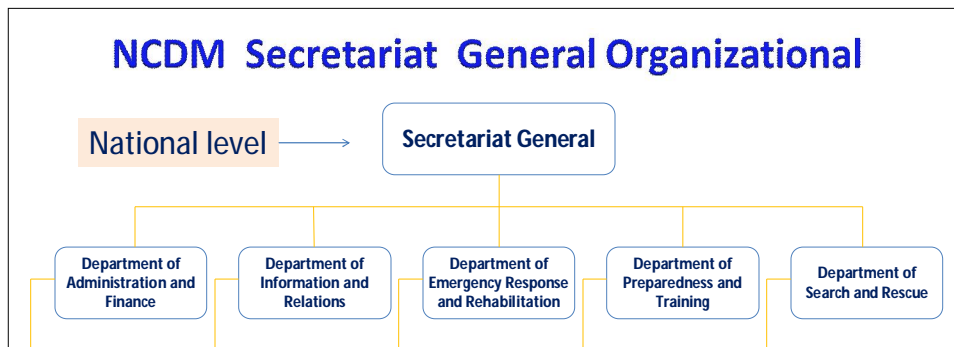 NCDM Secretariat General Organizational
National level
Secretariat General
Department of
Administration and
Finance
Department of
Information and
Relations
Department of
Emergency Response
and Rehabilitation
Department of
Preparedness and
Training
Department of
Search and Rescue